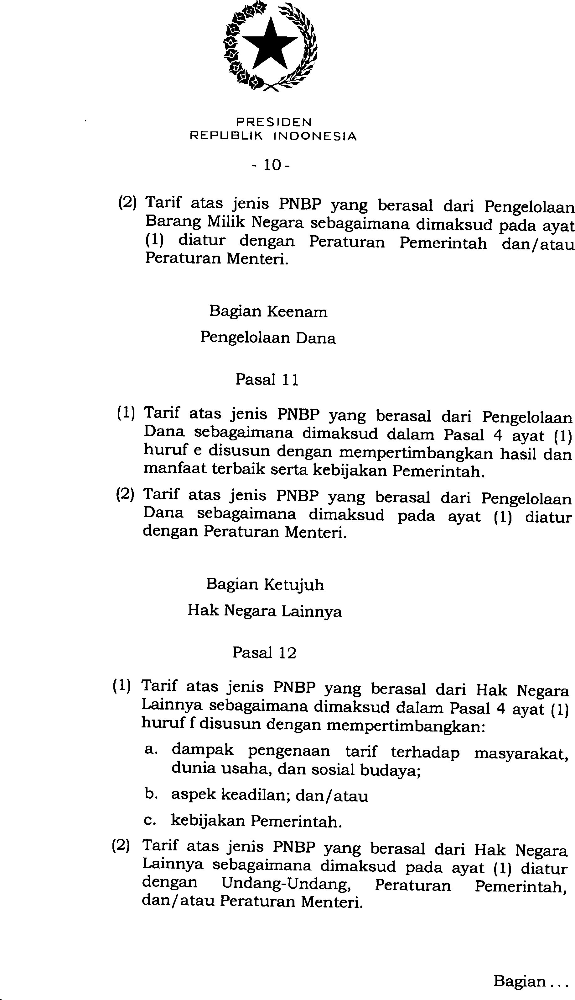 PRESIDEN
REPUBLIK INDONESIA
- 10 -
(2) Tarif atas jenis PNBP yang berasal dari Pengelolaan
Barang Milik Negara sebagaimana dimaksud pada ayat
(1) diatur dengan Peraturan Pemerintah dan/atau
Peraturan Menteri.
Bagian Keenam
Pengelolaan Dana
Pasal 11
(1) Tarif atas jenis PNBP yang berasal dari Pengelolaan
Dana sebagaimana dimaksud dalam Pasal 4 ayat (1)
huruf e disusun dengan mempertimbangkan hasil dan
manfaat terbaik serta kebijakan Pemerintah.
(2) Tarif atas jenis PNBP yang berasal dari Pengelolaan
Dana sebagaimana dimaksud pada ayat (1) diatur
dengan Peraturan Menteri.
Bagian Ketujuh
Hak Negara Lainnya
Pasal 12
(1) Tarif atas jenis PNBP yang berasal dari Hak Negara
Lainnya sebagaimana dimaksud dalam Pasal 4 ayat (1)
huruf f disusun dengan mempertimbangkan:
a. dampak pengenaan tarif terhadap masyarakat,
dunia usaha, dan sosial budaya;
b. aspek keadilan; dan/atau
c. kebijakan Pemerintah.
(2) Tarif atas jenis PNBP yang berasal dari Hak Negara
Lainnya sebagaimana dimaksud pada ayat (1) diatur
dengan Undang-Undang, Peraturan Pemerintah,
dan/atau Peraturan Menteri.
Bagian . . .